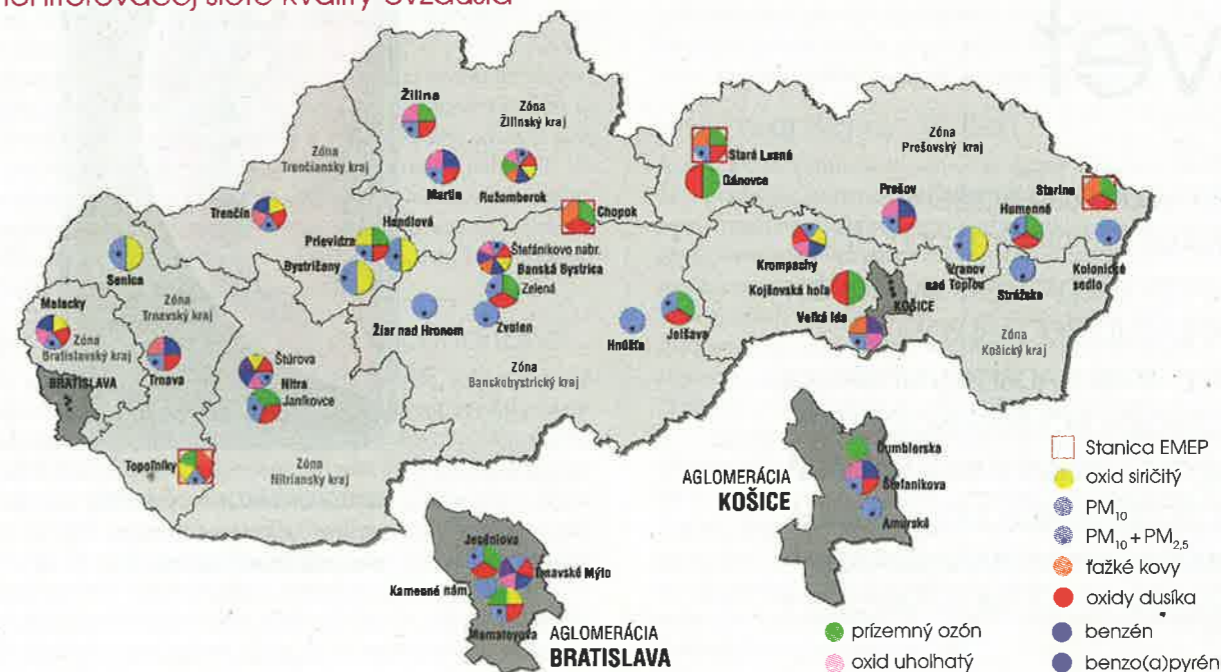 vet
Žilina
Zóna
Žilinský kraj
Zóna
Trenčiansky kraj
Martin
Ružomberok
Trenčín
Handlová
Prievidza
Bystričany
Chopok
Stará Lesná
Gánovce
Zóna
Prešovský kraj
Prešov
Starina
Humenné
Senica
Štefánikovo nábr.
Banská Bystrica
Zelená
Krompachy
Vranov
nad Topľou
Kolonické
sedlo
Strážske
Kojšovská hoľa
KOŠICE
Veľká Ida
Malacky
Zóna
Bratislavský kraj
Zóna
Trnavský kraj
Žiar nad Hronom
Zvolen
Hnúšťa
Jelšava
Zóna
Košický kraj
BRATISLAVA
Trnava
Štúrova
Nitra
Janíkovce
Zóna
Banskobystrický kraj
Topoľníky
Zóna
Nitriansky kraj
AGLOMERÁCIA
KOŠICE
Ďumbierska
Štefánikova
Amurská
Jeséniova
Trnavské Mýto
Kamenné nám.
Mamateyova
AGLOMERÁCIA
BRATISLAVA
Stanica EMEP
oxid siričitý
PM10
PM10 + PM2,5
ťažké kovy
oxidy dusíka
prízemný ozón
benzén
oxid uholnatý
benzo(a)pyrén